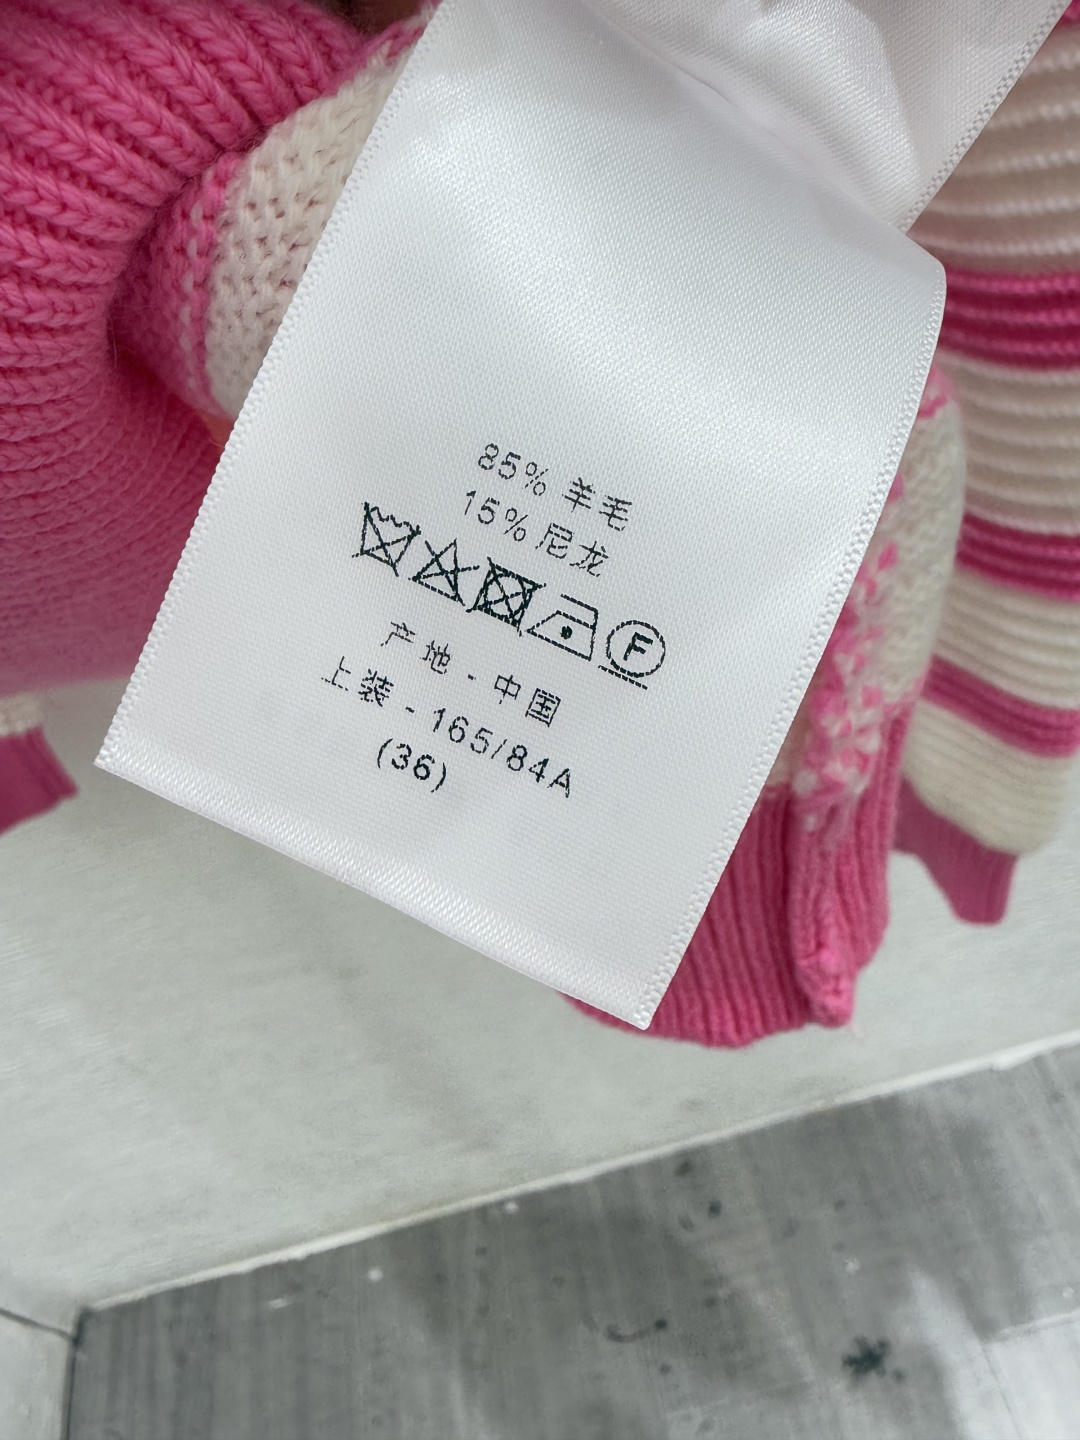 85% 羊毛
15% 尼龙
F
产地 - 中国
上装 - 165/84A
(36)